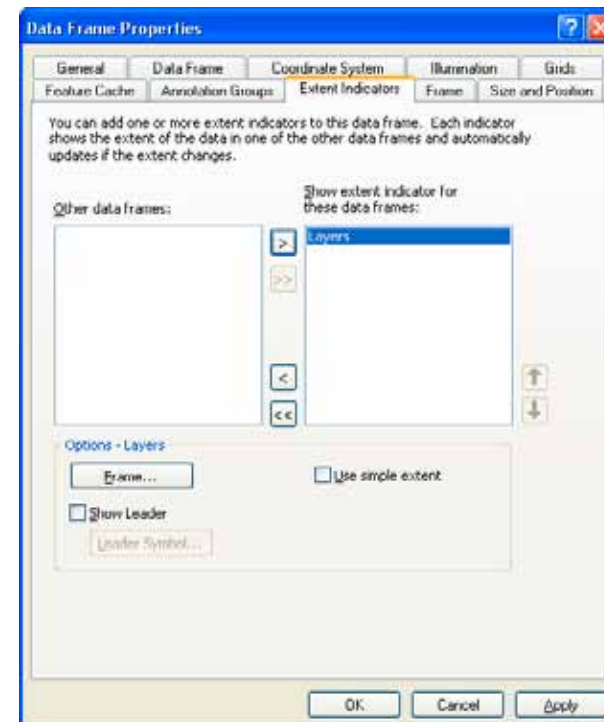 Data Frame Properties
General Data Frame Coordinate System Illumination Grids
Feature Cache Annotation Groups Extent Indicators Frame Size and Position
You can add one or more extent indicators to this data frame. Each indicator
shows the extent of the data in one of the other data frames and automatically
updates if the extent changes.
Other data frames:
Show extent indicator for
these data frames:
Layers
>
>>
<
<<
Options - Layers
Frame...
Use simple extent
Show Leader
Leader Symbol...
OK Cancel Apply